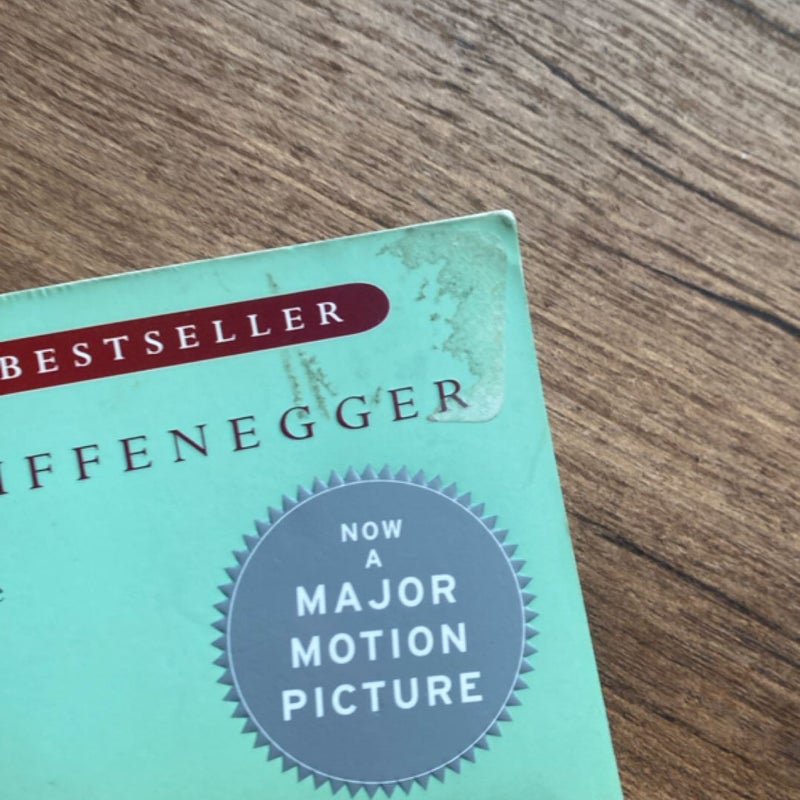 BESTSELLER
IFFENEGGER
NOW
A
MAJOR
MOTION
PICTURE